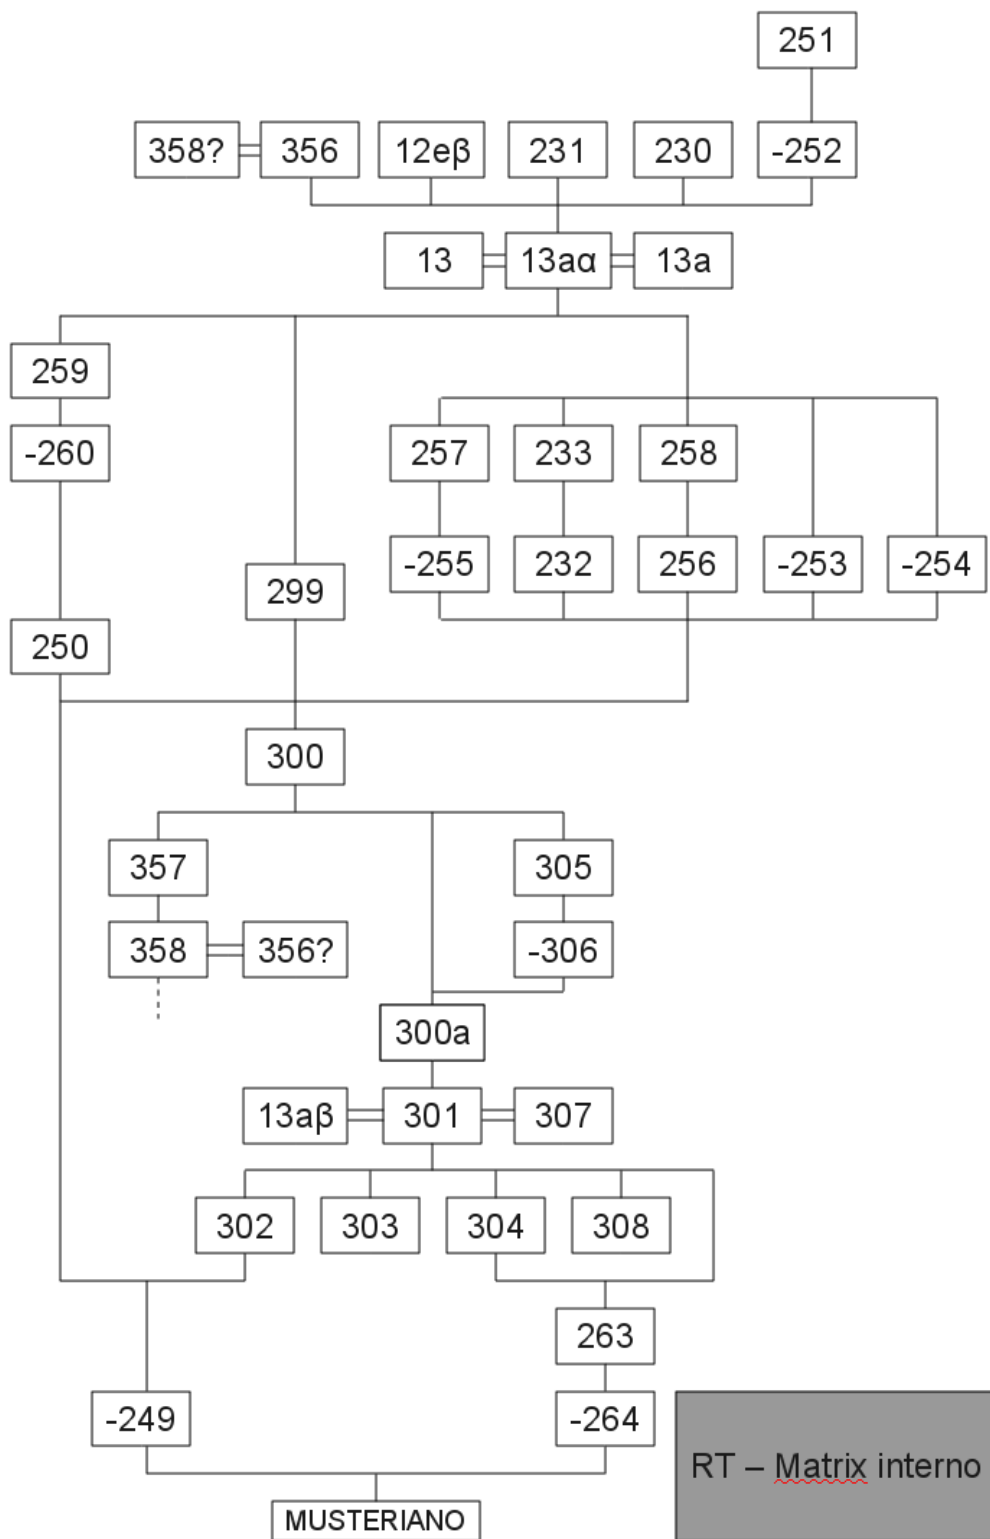 251
358? 356 12eβ 231 230 -252
13 13aα 13a
259
-260 257 233 258
-255 232 256 -253 -254
299
250
300
357 305
358 356? -306
300a
13aβ 301 307
302 303 304 308
263
-249 -264
RT – Matrix interno
MUSTERIANO